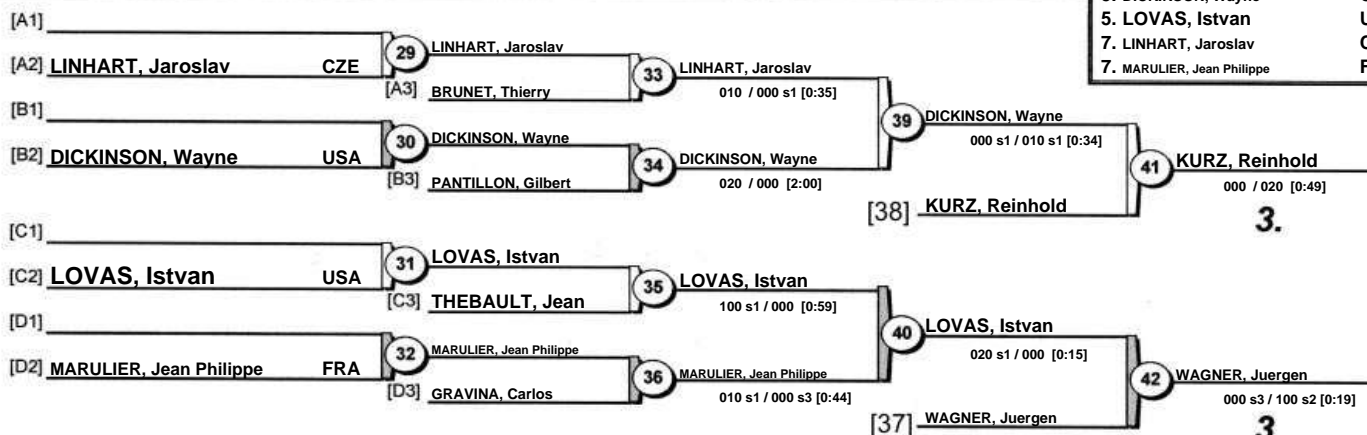 5. LOVAS, Istvan
7. LINHART, Jaroslav
7. MARULIER, Jean Philippe F
[A1]
[A2] LINHART, Jaroslav CZE
29
LINHART, Jaroslav
[A3] BRUNET, Thierry
33
LINHART, Jaroslav
010 / 000 s1 [0:35]
[B1]
[B2] DICKINSON, Wayne USA
30
DICKINSON, Wayne
[B3] PANTILLON, Gilbert
34
DICKINSON, Wayne
020 / 000 [2:00]
39
DICKINSON, Wayne
000 s1 / 010 s1 [0:34]
[38] KURZ, Reinhold
41
KURZ, Reinhold
000 / 020 [0:49]
3.
[C1]
[C2] LOVAS, Istvan USA
31
LOVAS, Istvan
[C3] THEBAULT, Jean
35
LOVAS, Istvan
100 s1 / 000 [0:59]
[D1]
[D2] MARULIER, Jean Philippe FRA
32
MARULIER, Jean Philippe
[D3] GRAVINA, Carlos
36
MARULIER, Jean Philippe
010 s1 / 000 s3 [0:44]
40
LOVAS, Istvan
020 s1 / 000 [0:15]
[37] WAGNER, Juergen
42
WAGNER, Juergen
000 s3 / 100 s2 [0:19]
3